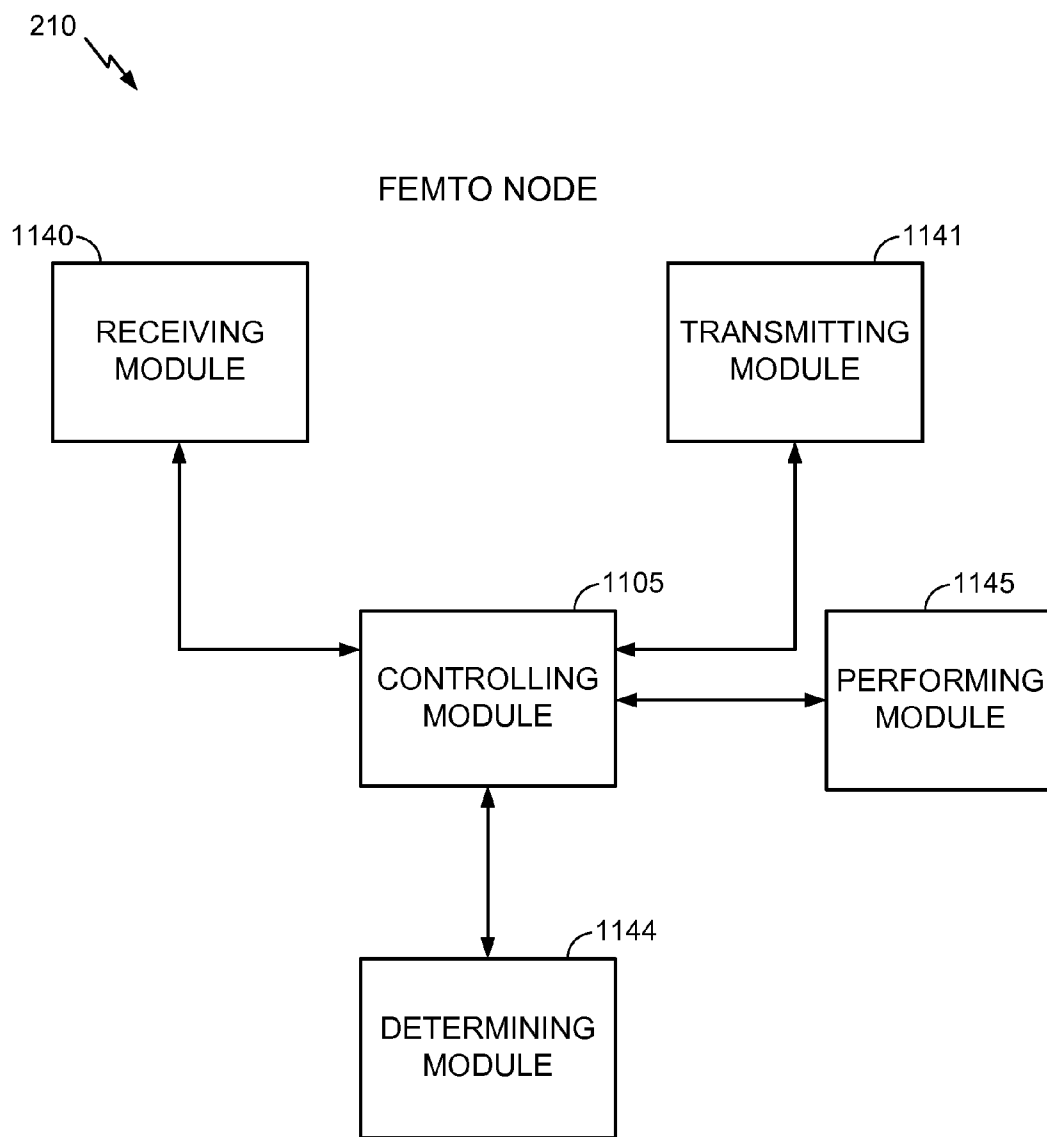 210
FEMTO NODE
1140
RECEIVING
MODULE
1141
TRANSMITTING
MODULE
1105
CONTROLLING
MODULE
1145
PERFORMING
MODULE
1144
DETERMINING
MODULE